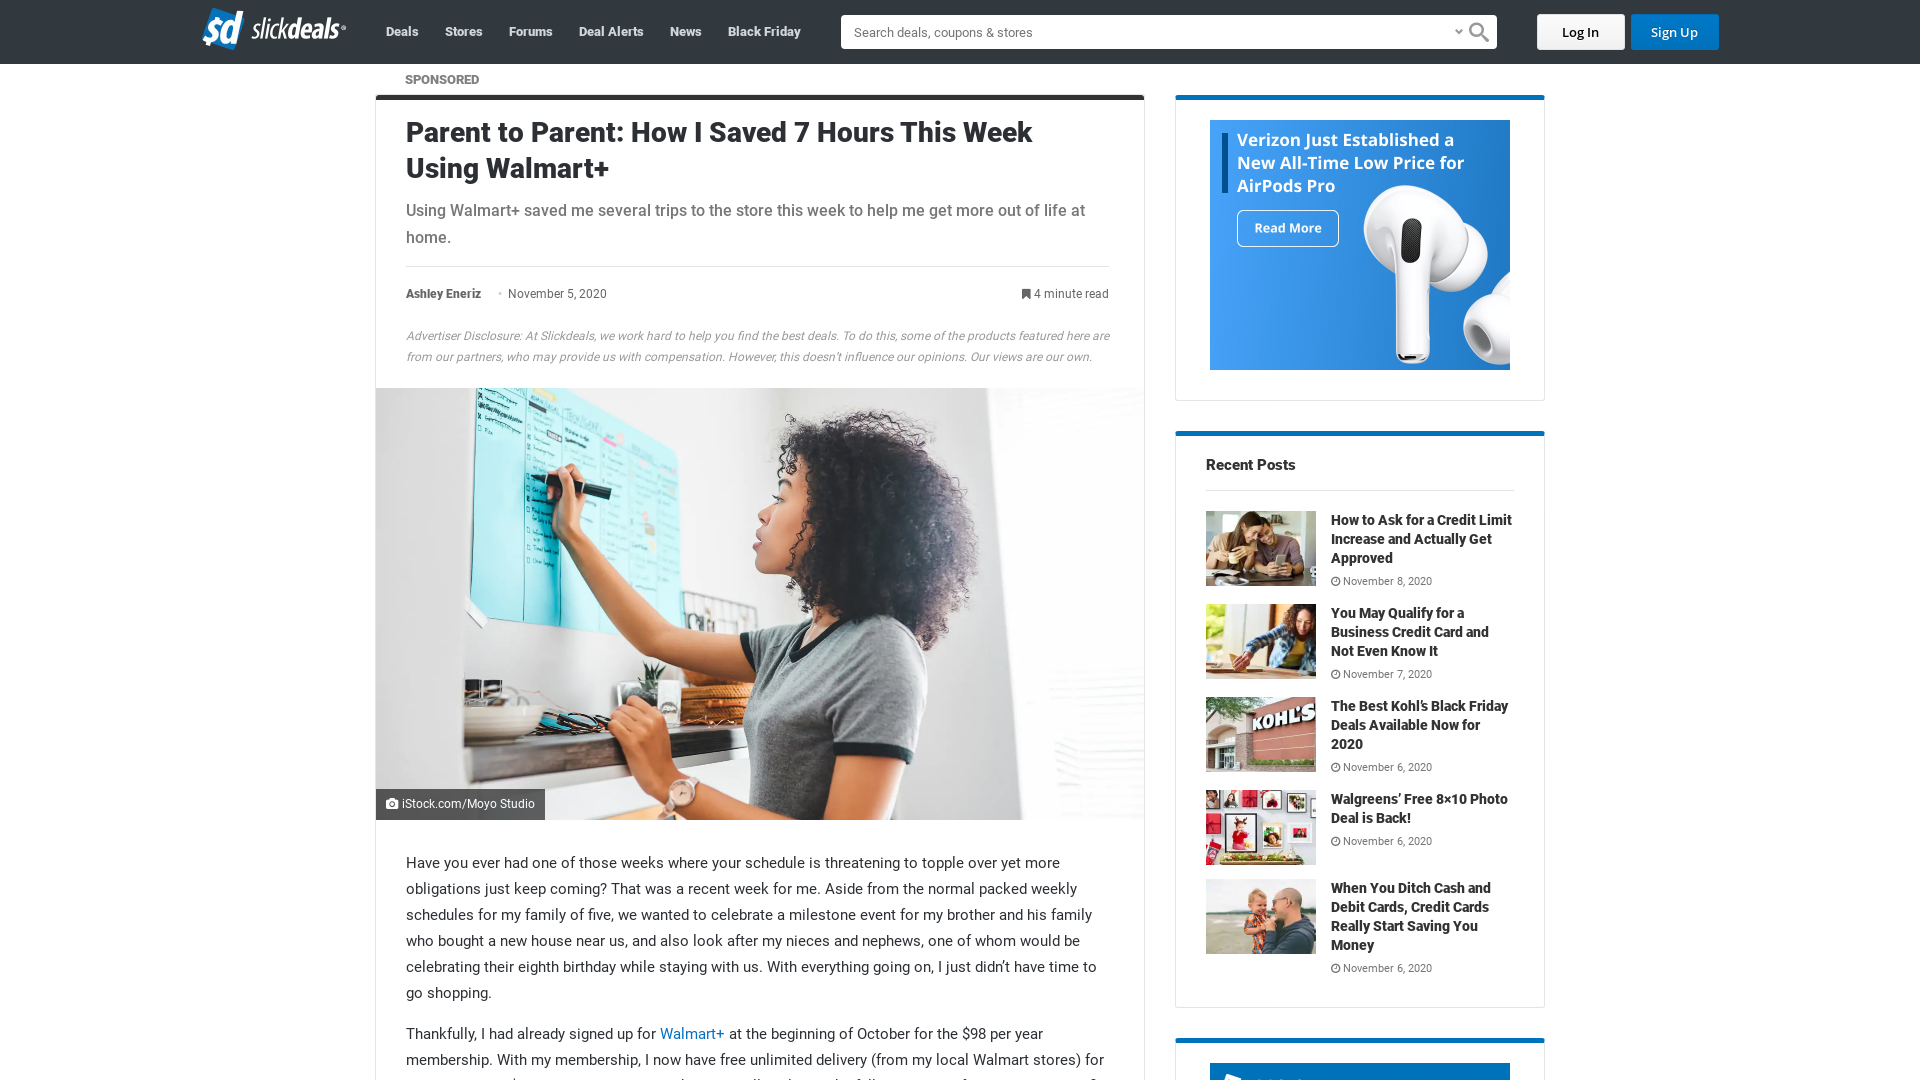 slickdeals
Deals
Stores
Forums
Deal Alerts
News
Black Friday
Search deals, coupons & stores
Log In
Sign Up
SPONSORED
Parent to Parent: How I Saved 7 Hours This Week
Using Walmart+
Using Walmart+ saved me several trips to the store this week to help me get more out of life at
home.
Ashley Eneriz
• November 5, 2020
4 minute read
Advertiser Disclosure: At Slickdeals, we work hard to help you find the best deals. To do this, some of the products featured here are
from our partners, who may provide us with compensation. However, this doesn’t influence our opinions. Our views are our own.
iStock.com/Moyo Studio
Have you ever had one of those weeks where your schedule is threatening to topple over yet more
obligations just keep coming? That was a recent week for me. Aside from the normal packed weekly
schedules for my family of five, we wanted to celebrate a milestone event for my brother and his family
who bought a new house near us, and also look after my nieces and nephews, one of whom would be
celebrating their eighth birthday while staying with us. With everything going on, I just didn’t have time to
go shopping.
Thankfully, I had already signed up for Walmart+ at the beginning of October for the $98 per year
membership. With my membership, I now have free unlimited delivery (from my local Walmart stores) for
Verizon Just Established a
New All-Time Low Price for
AirPods Pro
Read More
Recent Posts
How to Ask for a Credit Limit
Increase and Actually Get
Approved
November 8, 2020
You May Qualify for a
Business Credit Card and
Not Even Know It
November 7, 2020
KOHL'S
The Best Kohl’s Black Friday
Deals Available Now for
2020
November 6, 2020
Walgreens’ Free 8×10 Photo
Deal is Back!
November 6, 2020
When You Ditch Cash and
Debit Cards, Credit Cards
Really Start Saving You
Money
November 6, 2020